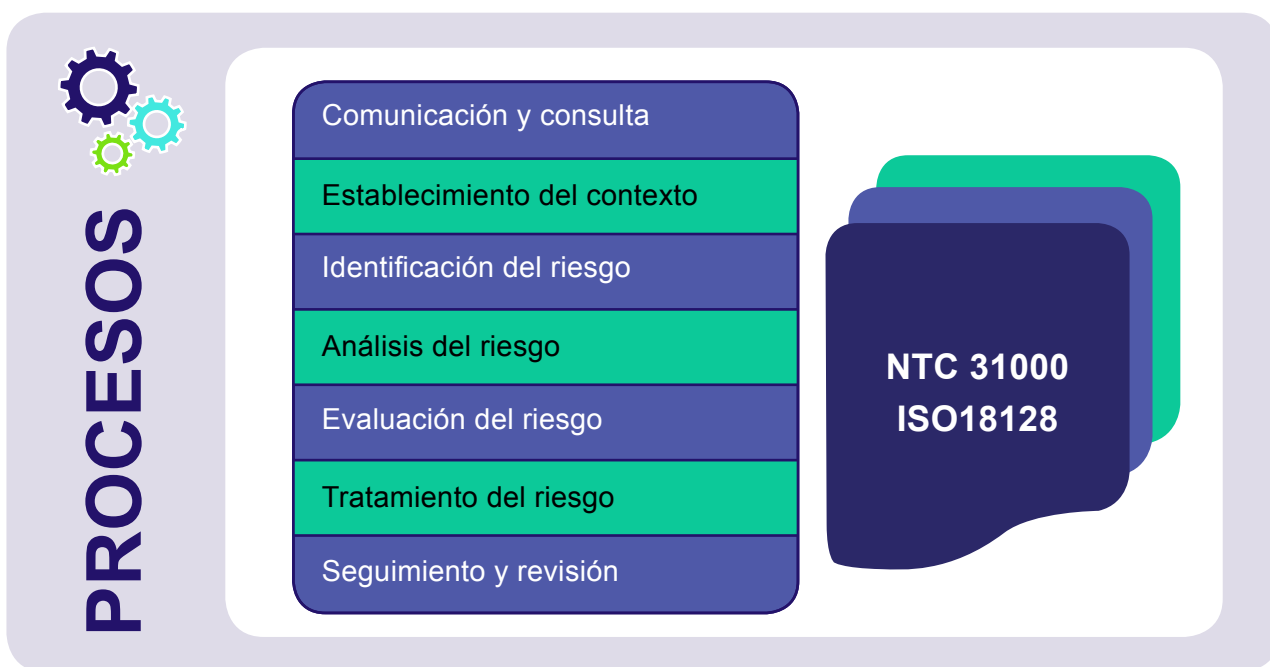 PROCESOS
Comunicación y consulta
Establecimiento del contexto
Identificación del riesgo
Análisis del riesgo
Evaluación del riesgo
Tratamiento del riesgo
Seguimiento y revisión
NTC 31000
ISO18128